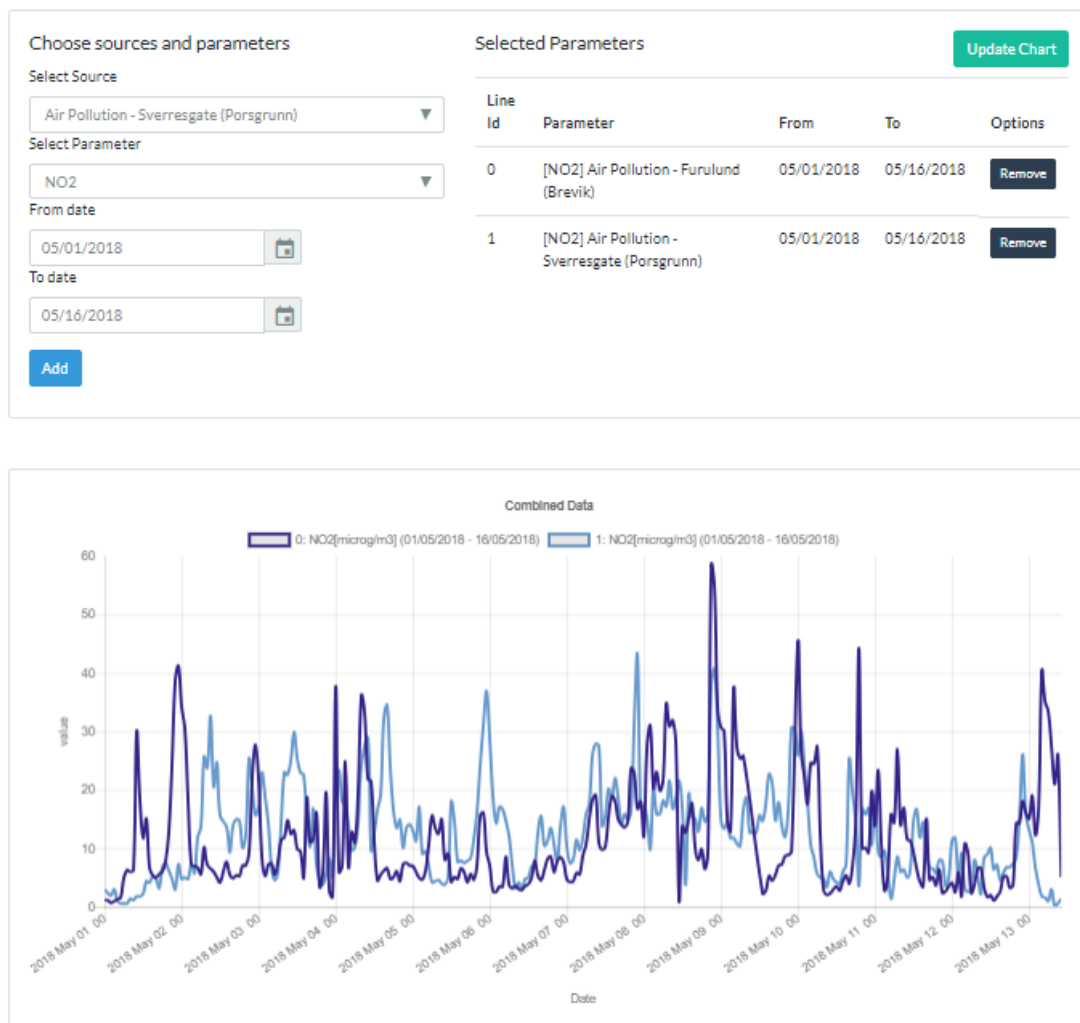 Choose sources and parameters
Select Source
Air Pollution - Sverresgate (Porsgrunn)
Select Parameter
NO2
From date
05/01/2018
To date
05/16/2018
Add
Selected Parameters
Update Chart
Line Id Parameter From To Options
0 [NO2] Air Pollution - Furulund 05/01/2018 05/16/2018 Remove
(Brevik)
1 [NO2] Air Pollution - 05/01/2018 05/16/2018 Remove
Sverresgate (Porsgrunn)
Combined Data
0: NO2[microg/m3] (01/05/2018 - 16/05/2018) 1: NO2[microg/m3] (01/05/2018 - 16/05/2018)
60
50
40
30
20
10
0
value
2018 May 01 00
2018 May 02 00
2018 May 03 00
2018 May 04 00
2018 May 05 00
2018 May 06 00
2018 May 07 00
2018 May 08 00
2018 May 09 00
2018 May 10 00
2018 May 11 00
2018 May 12 00
2018 May 13 00
Date